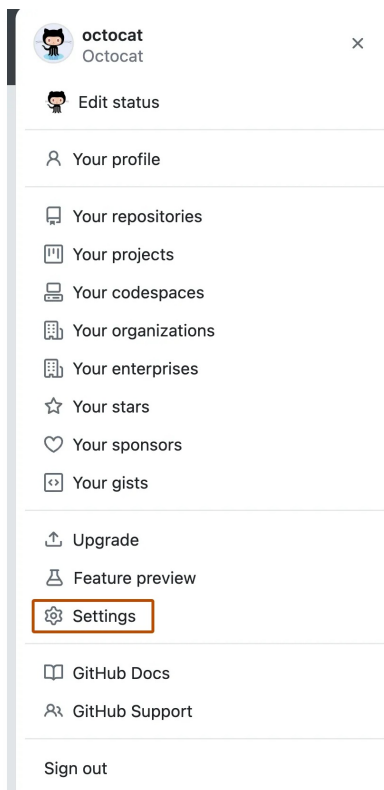 octocat
Octocat
Edit status
Your profile
Your repositories
Your projects
Your codespaces
Your organizations
Your enterprises
Your stars
Your sponsors
Your gists
Upgrade
Feature preview
Settings
GitHub Docs
GitHub Support
Sign out